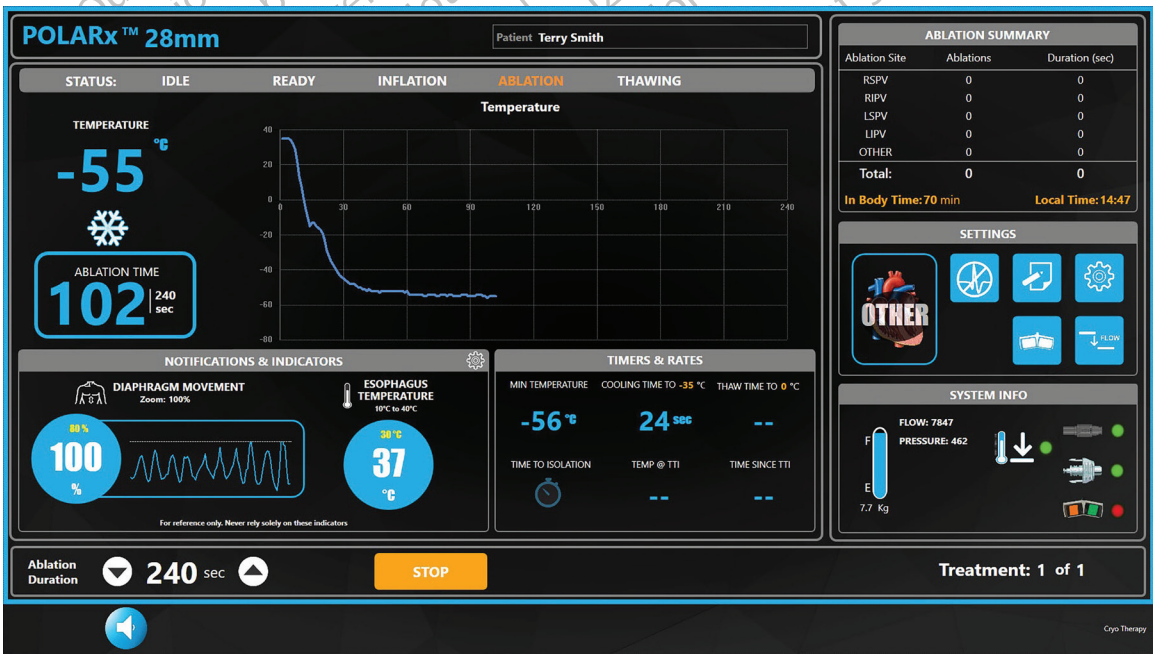 POLARx™ 28mm
Patient Terry Smith
STATUS: IDLE READY INFLATION ABLATION THAWING
TEMPERATURE
-55 °C
ABLATION TIME
102 240 sec
Temperature
40
20
0
-20
-40
-60
-80
0 30 60 90 120 150 180 210 240
NOTIFICATIONS & INDICATORS
DIAPHRAGM MOVEMENT
Zoom: 100%
80 %
100
%
ESOPHAGUS
TEMPERATURE
10°C to 40°C
30 °C
37
°C
For reference only. Never rely solely on these indicators
TIMERS & RATES
MIN TEMPERATURE COOLING TIME TO -35 °C THAW TIME TO 0 °C
-56 °C 24 sec --
TIME TO ISOLATION TEMP @ TTI TIME SINCE TTI
-- --
ABLATION SUMMARY
Ablation Site Ablations Duration (sec)
RSPV 0 0
RIPV 0 0
LSPV 0 0
LIPV 0 0
OTHER 0 0
Total: 0 0
In Body Time: 70 min Local Time: 14:47
SETTINGS
OTHER
FLOW
SYSTEM INFO
F
E
7.7 Kg
FLOW: 7847
PRESSURE: 462
Ablation
Duration
240 sec
STOP
Treatment: 1 of 1
Cryo Therapy